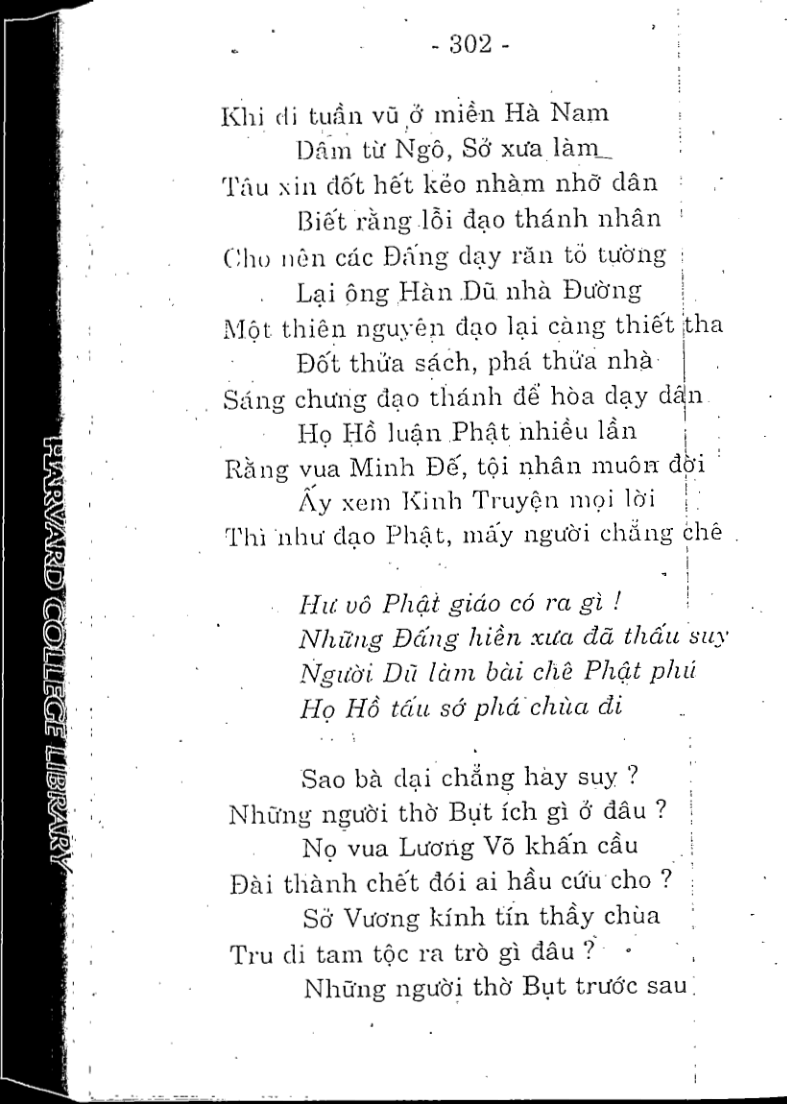 - 302 -
Khi đi tuần vũ ở miền Hà Nam
Dâm từ Ngô, Sở xưa làm
Tâu xin đốt hết kẻo nhàm nhỡ dân
Biết rằng lỗi đạo thánh nhân
Cho nên các Đấng dạy răn tỏ tường
Lại ông Hàn Dũ nhà Đường
Một thiên nguyên đạo lại càng thiết tha
Đốt thửa sách, phá thửa nhà
Sáng chưng đạo thánh để hòa dạy dân
Họ Hồ luận Phật nhiều lần
Rằng vua Minh Đế, tội nhân muôn đời
Ấy xem Kinh Truyện mọi lời
Thì như đạo Phật, mấy người chẳng chê
Hư vô Phật giáo có ra gì !
Những Đấng hiền xưa đã thấu suy
Người Dũ làm bài chê Phật phú
Họ Hồ tấu sớ phá chùa đi
Sao bà dại chẳng hay suy ?
Những người thờ Bụt ích gì ở đâu ?
Nọ vua Lương Võ khấn cầu
Đài thành chết đói ai hầu cứu cho ?
Sở Vương kính tín thầy chùa
Tru di tam tộc ra trò gì đâu ?
Những người thờ Bụt trước sau
HARVARD COLLEGE LIBRARY